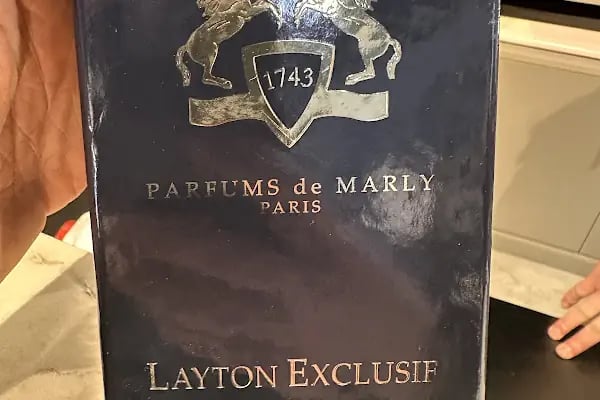 1743
PARFUMS de MARLY
PARIS
LAYTON EXCLUSIF